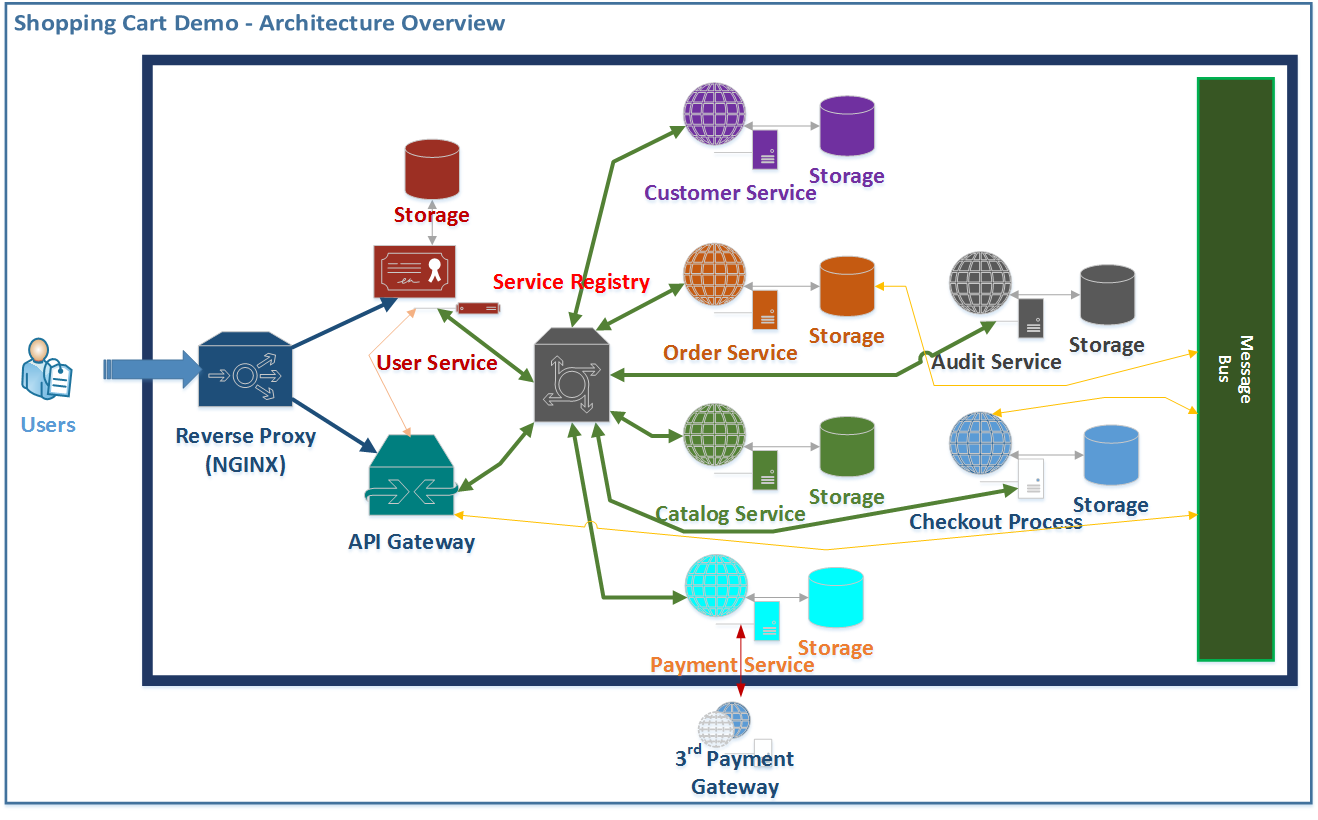 Shopping Cart Demo - Architecture Overview
Storage
Customer Service
Storage
Service Registry
Order Service
Storage
Audit Service
Storage
User Service
Users
Reverse Proxy
(NGINX)
API Gateway
Catalog Service
Storage
Checkout Process
Storage
Payment Service
Storage
Message
Bus
3rd Payment
Gateway